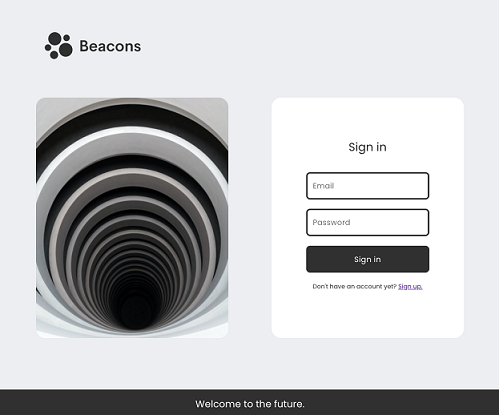 Beacons
Sign in
Email
Password
Sign in
Don't have an account yet? Sign up.
Welcome to the future.